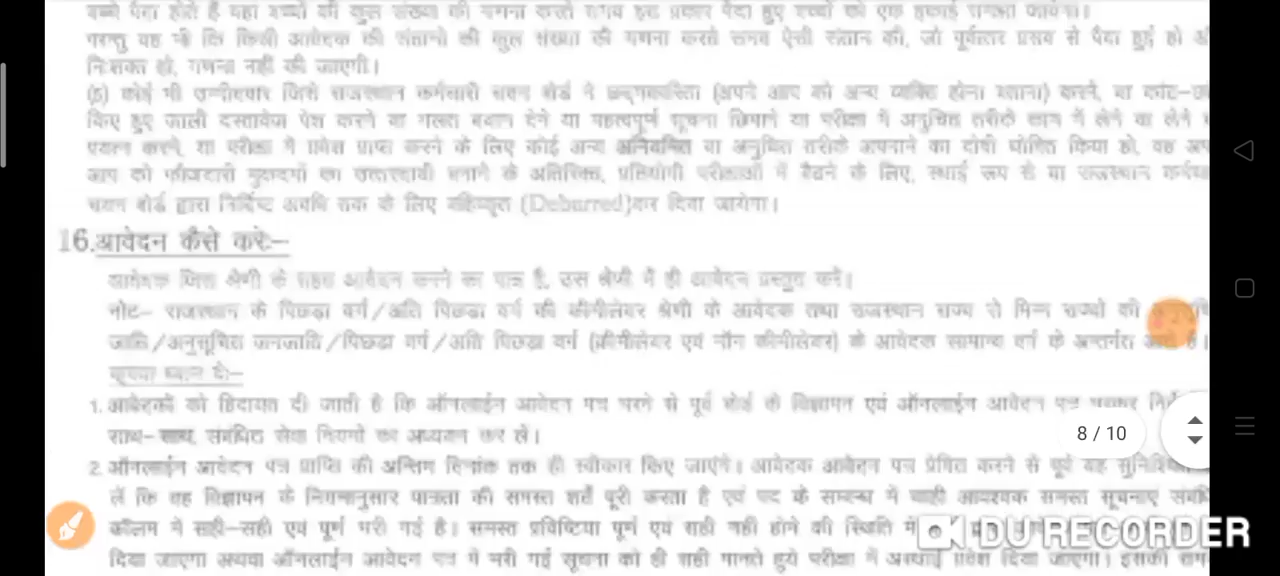 बच्चे पैदा होते हैं वहां बच्चों की कुल संख्या की गणना करते समय इस प्रकार पैदा हुए बच्चों को एक इकाई समझा जायेगा।
परन्तु यह भी कि किसी आवेदक की संतानों की कुल संख्या की गणना करते समय ऐसी संतान को, जो पूर्वतर प्रसव से पैदा हुई हो
निःशक्त हो, गणना नहीं की जाएगी।
कोई भी उम्मीदवार जिसे राजस्थान कर्मचारी चयन बोर्ड ने (अपने आप को अन्य व्यक्ति होना बताना) करने, या
किए हुए जाली दस्तावेज पेश करने या गलत बयान देने या महत्वपूर्ण सूचना छिपाने या परीक्षा में अनुचित तरीके काम में लेने या लेने
प्रयत्न करने, या परीक्षा में प्रवेश प्राप्त करने के लिए कोई अन्य अनियमित या अनुचित तरीके अपनाने का दोषी घोषित किया हो, वह
आप को फौजदारी मुकदमों का उत्तरदायी बनाने के अतिरिक्त, प्रतियोगी परीक्षाओं में बैठने के लिए, स्थाई रूप से या राजस्थान
चयन बोर्ड द्वारा निर्दिष्ट अवधि तक के लिए बहिष्कृत (Debarred)कर दिया जायेगा।
16.आवेदन कैसे करें:–
आवेदक जिस श्रेणी के तहत आवेदन करने का पात्र है, उस श्रेणी में ही आवेदन प्रस्तुत करें।
नोट– राजस्थान के पिछड़ा वर्ग/अति पिछड़ा वर्ग की क्रीमीलेयर श्रेणी के आवेदक तथा राजस्थान राज्य से भिन्न राज्यों की
जाति/अनुसूचित जनजाति/पिछड़ा वर्ग/अति पिछड़ा वर्ग (क्रीमीलेयर एवं नॉन क्रीमीलेयर) के आवेदक सामान्य वर्ग के अन्तर्गत
कृपया ध्यान दें:–
1. आवेदकों को हिदायत दी जाती है कि ऑनलाईन आवेदन पत्र भरने से पूर्व बोर्ड के विज्ञापन एवं ऑनलाईन आवेदन पत्र भरकर
साथ–साथ, संबंधित सेवा नियमों का अध्ययन कर लें।
2. ऑनलाईन आवेदन पत्र प्राप्ति की अन्तिम दिनांक तक ही स्वीकार किए जाएंगे। आवेदक आवेदन पत्र प्रेषित करने से पूर्व यह
लें कि वह विज्ञापन के नियमानुसार पात्रता की समस्त शर्तें पूरी करता है एवं पद के सम्बन्ध में चाही आवश्यक समस्त सूचनाएं
कॉलम में सही–सही एवं पूर्ण भरी गई है। समस्त प्रविष्टिया पूर्ण एवं सही नहीं होने की स्थिति में
दिया जाएगा अथवा ऑनलाईन आवेदन पत्र में भरी गई सूचना को ही सही मानते हुये परीक्षा में अस्थाई प्रवेश दिया जाएगा। इसकी
8 / 10
DU RECORDER